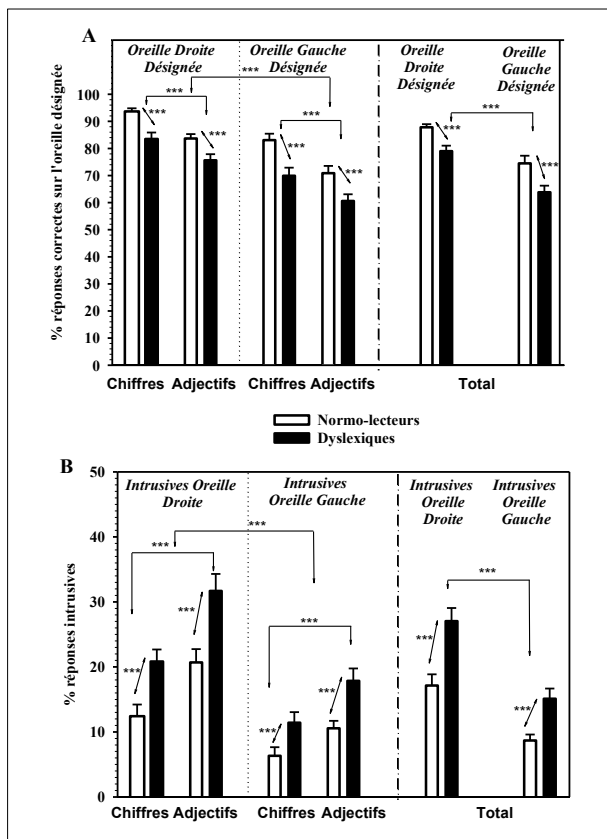 A
Oreille Droite
Désignée
Oreille Gauche
Désignée
Oreille
Droite
Désignée
Oreille
Gauche
Désignée
***
***
***
***
***
***
***
***
***
***
% réponses correctes sur l'oreille désignée
100
90
80
70
60
50
40
30
20
10
0
Chiffres Adjectifs
Chiffres Adjectifs
Total
Normo-lecteurs
Dyslexiques
B
Intrusives Oreille
Droite
Intrusives
Oreille Gauche
Intrusives
Oreille
Droite
Intrusives
Oreille
Gauche
***
***
***
***
***
***
***
***
***
***
% réponses intrusives
50
40
30
20
10
0
Chiffres Adjectifs
Chiffres Adjectifs
Total